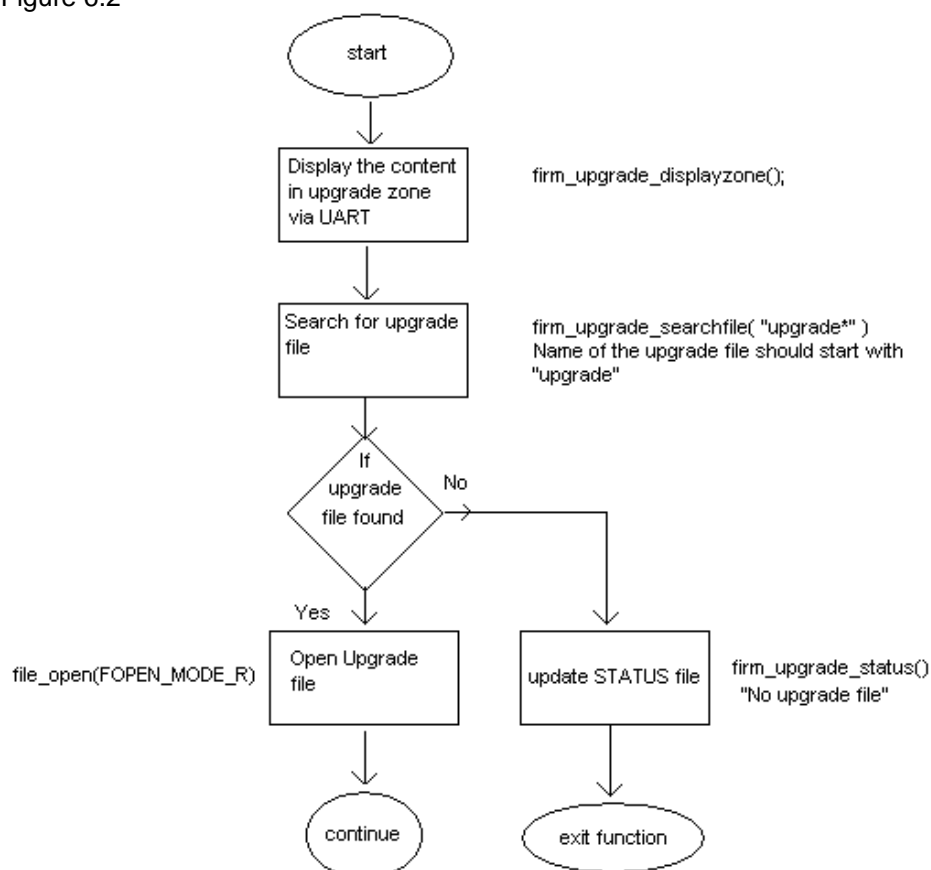 Figure 6.2
start
Display the content
in upgrade zone
via UART
firm_upgrade_displayzone();
Search for upgrade
file
firm_upgrade_searchfile( "upgrade*" )
Name of the upgrade file should start with
"upgrade"
If
upgrade
file found
No
Yes
file_open(FOPEN_MODE_R)
Open Upgrade
file
update STATUS file
firm_upgrade_status()
"No upgrade file"
continue
exit function